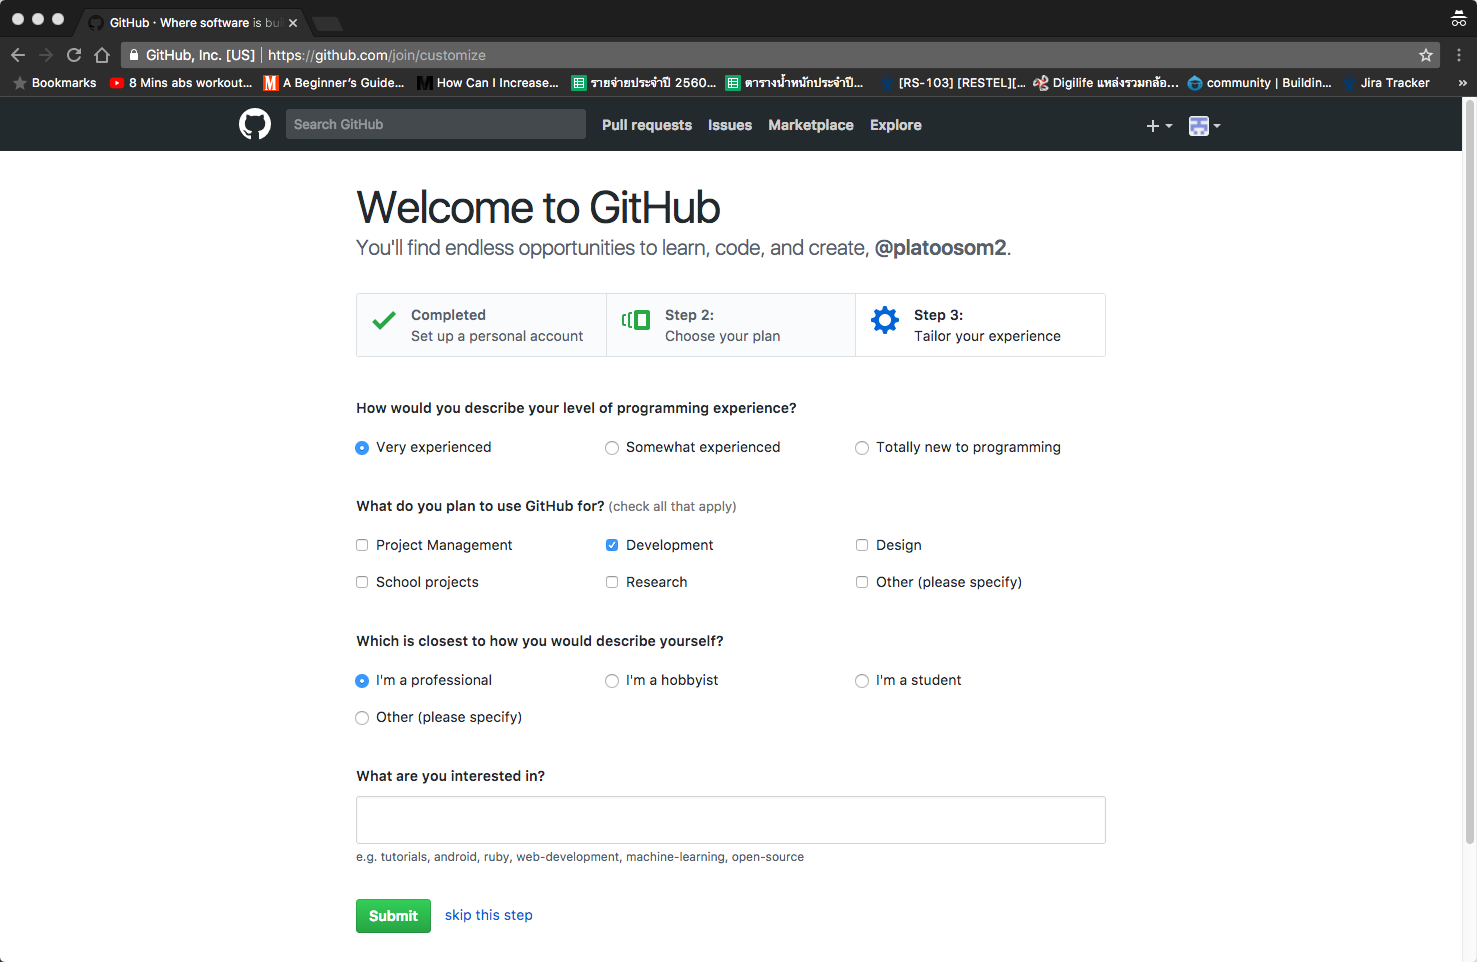 GitHub · Where software is bui
GitHub, Inc. [US] | https://github.com/join/customize
Bookmarks 8 Mins abs workout... A Beginner's Guide... How Can I Increase... รายจ่ายประจำปี 2560... ตารางน้ำหนักประจำปี... [RS-103] [RESTEL][... Digilife แหล่งรวมกล้อ... community | Building... Jira Tracker »
Search GitHub Pull requests Issues Marketplace Explore
Welcome to GitHub
You'll find endless opportunities to learn, code, and create, @platoosom2.
Completed
Set up a personal account
Step 2:
Choose your plan
Step 3:
Tailor your experience
How would you describe your level of programming experience?
Very experienced Somewhat experienced Totally new to programming
What do you plan to use GitHub for? (check all that apply)
Project Management Development Design
School projects Research Other (please specify)
Which is closest to how you would describe yourself?
I'm a professional I'm a hobbyist I'm a student
Other (please specify)
What are you interested in?
e.g. tutorials, android, ruby, web-development, machine-learning, open-source
Submit skip this step